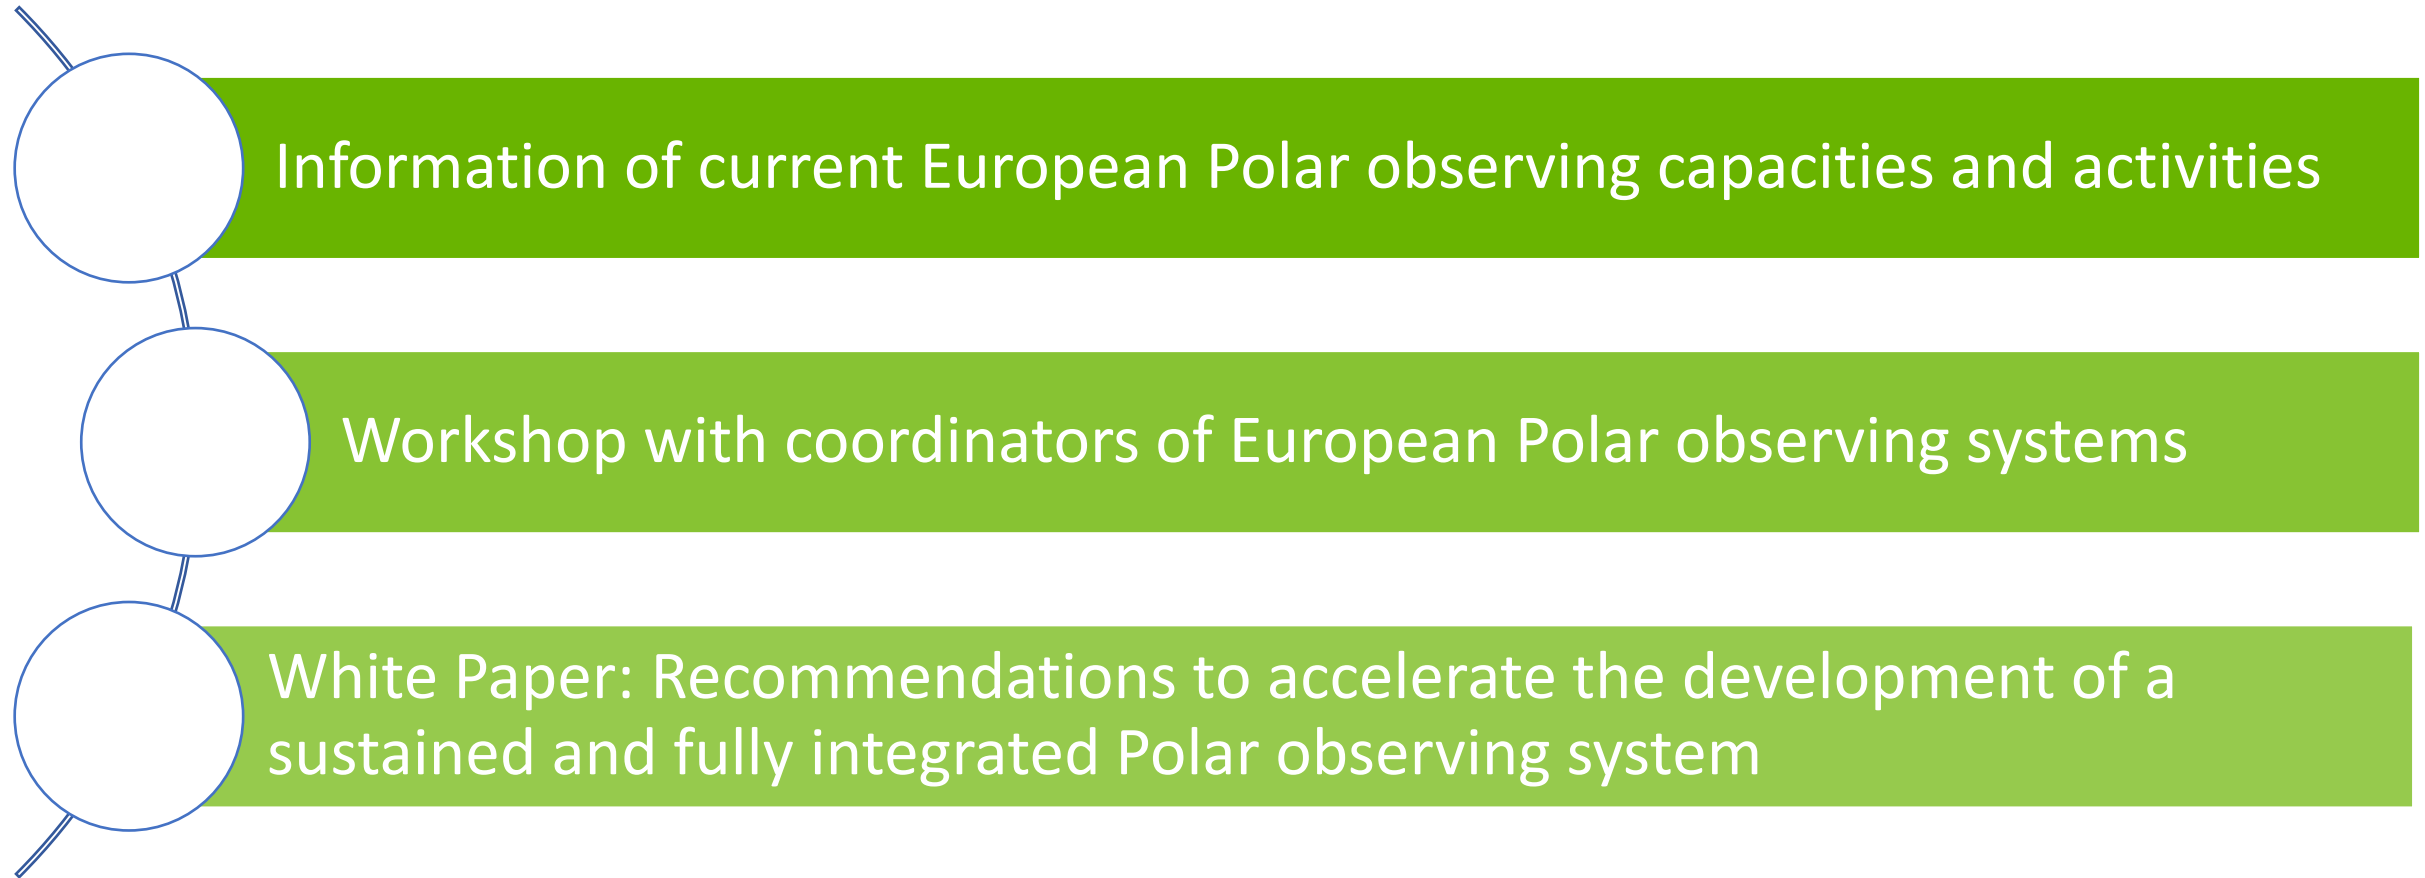 Information of current European Polar observing capacities and activities
Workshop with coordinators of European Polar observing systems
White Paper: Recommendations to accelerate the development of a
sustained and fully integrated Polar observing system